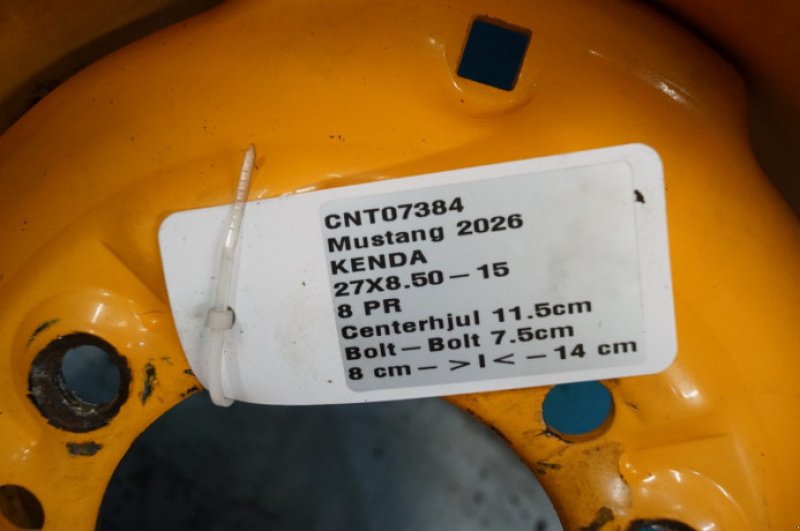 CNT07384
Mustang 2026
KENDA
27X8.50-15
8 PR
Centerhjul 11.5cm
Bolt-Bolt 7.5cm
8 cm- >I< -14 cm